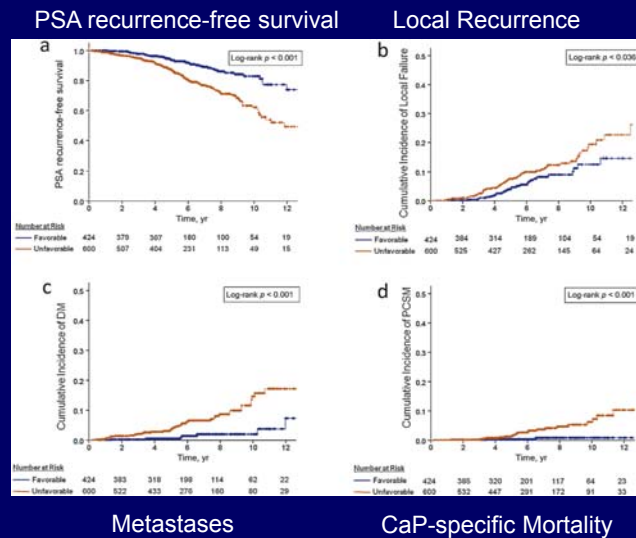 PSA recurrence-free survival
Local Recurrence
a
Log-rank p < 0.001
PSA recurrence-free survival
1.0
0.8
0.6
0.4
0.2
0.0
0 2 4 6 8 10 12
Time, yr
Number at Risk
Favorable 424 379 307 180 100 54 19
Unfavorable 600 507 404 231 113 49 15
b
Log-rank p < 0.036
Cumulative Incidence of Local Failure
0.5
0.4
0.3
0.2
0.1
0.0
0 2 4 6 8 10 12
Time, yr
Number at Risk
Favorable 424 384 314 189 104 54 19
Unfavorable 600 525 427 262 145 64 24
c
Log-rank p < 0.001
Cumulative Incidence of DM
0.5
0.4
0.3
0.2
0.1
0.0
0 2 4 6 8 10 12
Time, yr
Number at Risk
Favorable 424 383 318 198 114 62 22
Unfavorable 600 522 433 276 160 80 29
d
Log-rank p < 0.001
Cumulative Incidence of PCSM
0.5
0.4
0.3
0.2
0.1
0.0
0 2 4 6 8 10 12
Time, yr
Number at Risk
Favorable 424 385 320 201 117 64 23
Unfavorable 600 532 447 291 172 91 33
Metastases
CaP-specific Mortality